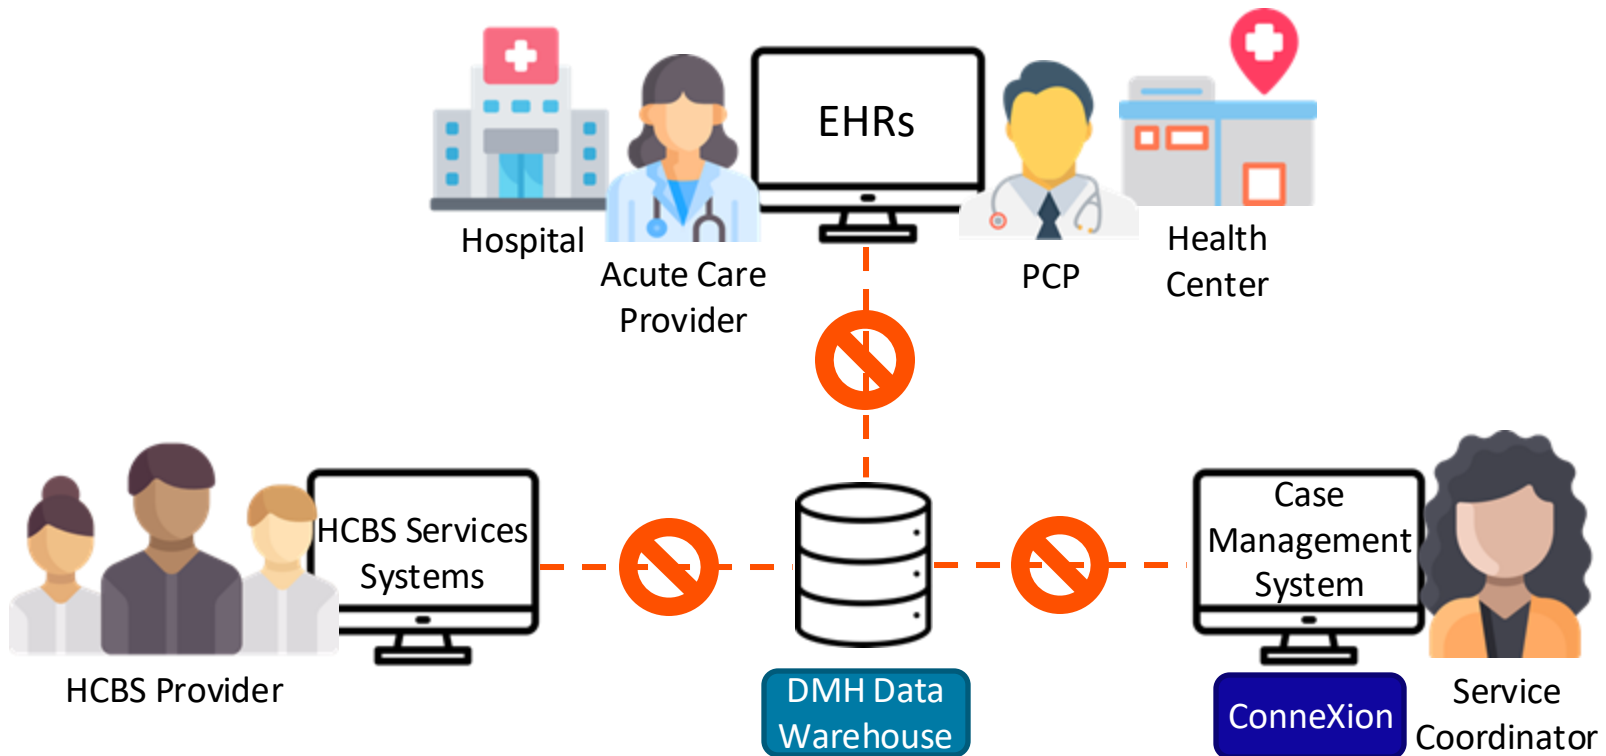 EHRs
Hospital
Acute Care
Provider
PCP
Health
Center
HCBS Services
Systems
HCBS Provider
DMH Data
Warehouse
Case
Management
System
ConneXion
Service
Coordinator